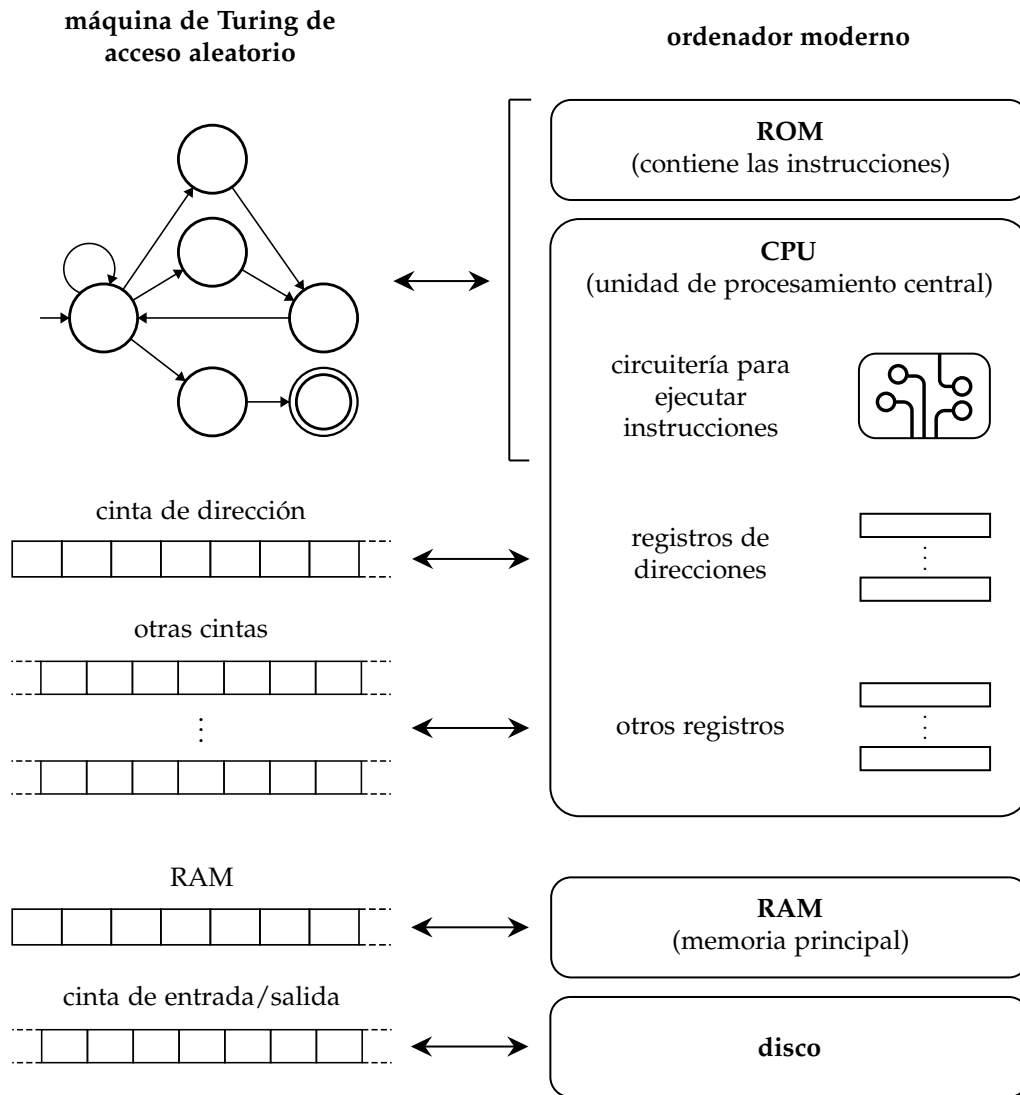 máquina de Turing de
acceso aleatorio
ordenador moderno
ROM
(contiene las instrucciones)
CPU
(unidad de procesamiento central)
circuitería para
ejecutar
instrucciones
cinta de dirección
registros de
direcciones
otras cintas
otros registros
RAM
RAM
(memoria principal)
cinta de entrada/salida
disco